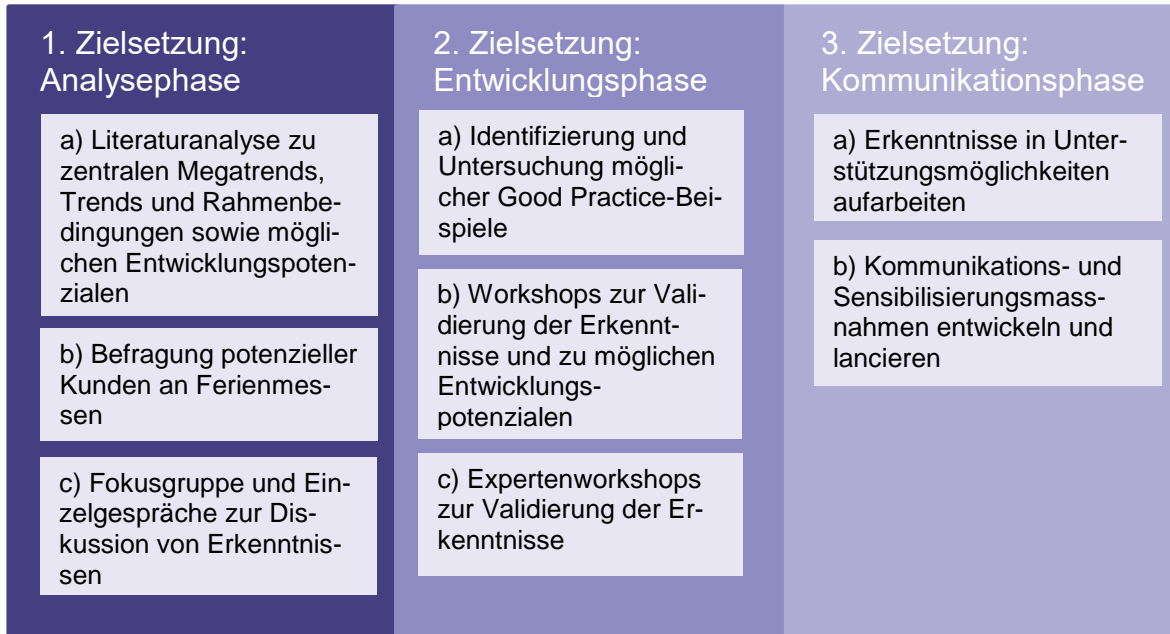 1. Zielsetzung:
Analysephase
a) Literaturanalyse zu
zentralen Megatrends,
Trends und Rahmenbe-
dingungen sowie mögli-
chen Entwicklungspoten-
zialen
b) Befragung potenzieller
Kunden an Ferienmes-
sen
c) Fokusgruppe und Ein-
zelgespräche zur Dis-
kussion von Erkenntnis-
sen
2. Zielsetzung:
Entwicklungsphase
a) Identifizierung und
Untersuchung mögli-
cher Good Practice-Bei-
spiele
b) Workshops zur Vali-
dierung der Erkennt-
nisse und zu möglichen
Entwicklungs-
potenzialen
c) Expertenworkshops
zur Validierung der Er-
kenntnisse
3. Zielsetzung:
Kommunikationsphase
a) Erkenntnisse in Unter-
stützungsmöglichkeiten
aufarbeiten
b) Kommunikations- und
Sensibilisierungsmass-
nahmen entwickeln und
lancieren